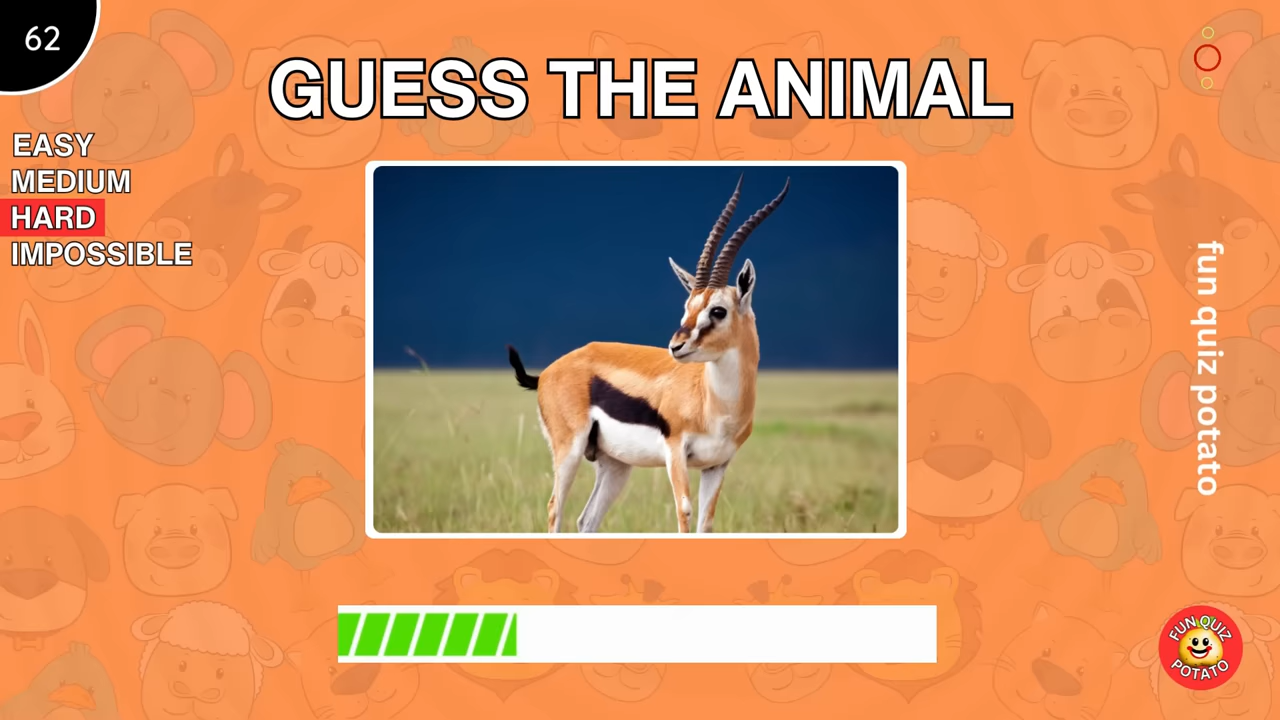 62
GUESS THE ANIMAL
EASY
MEDIUM
HARD
IMPOSSIBLE
fun quiz potato
FUN QUIZ
POTATO